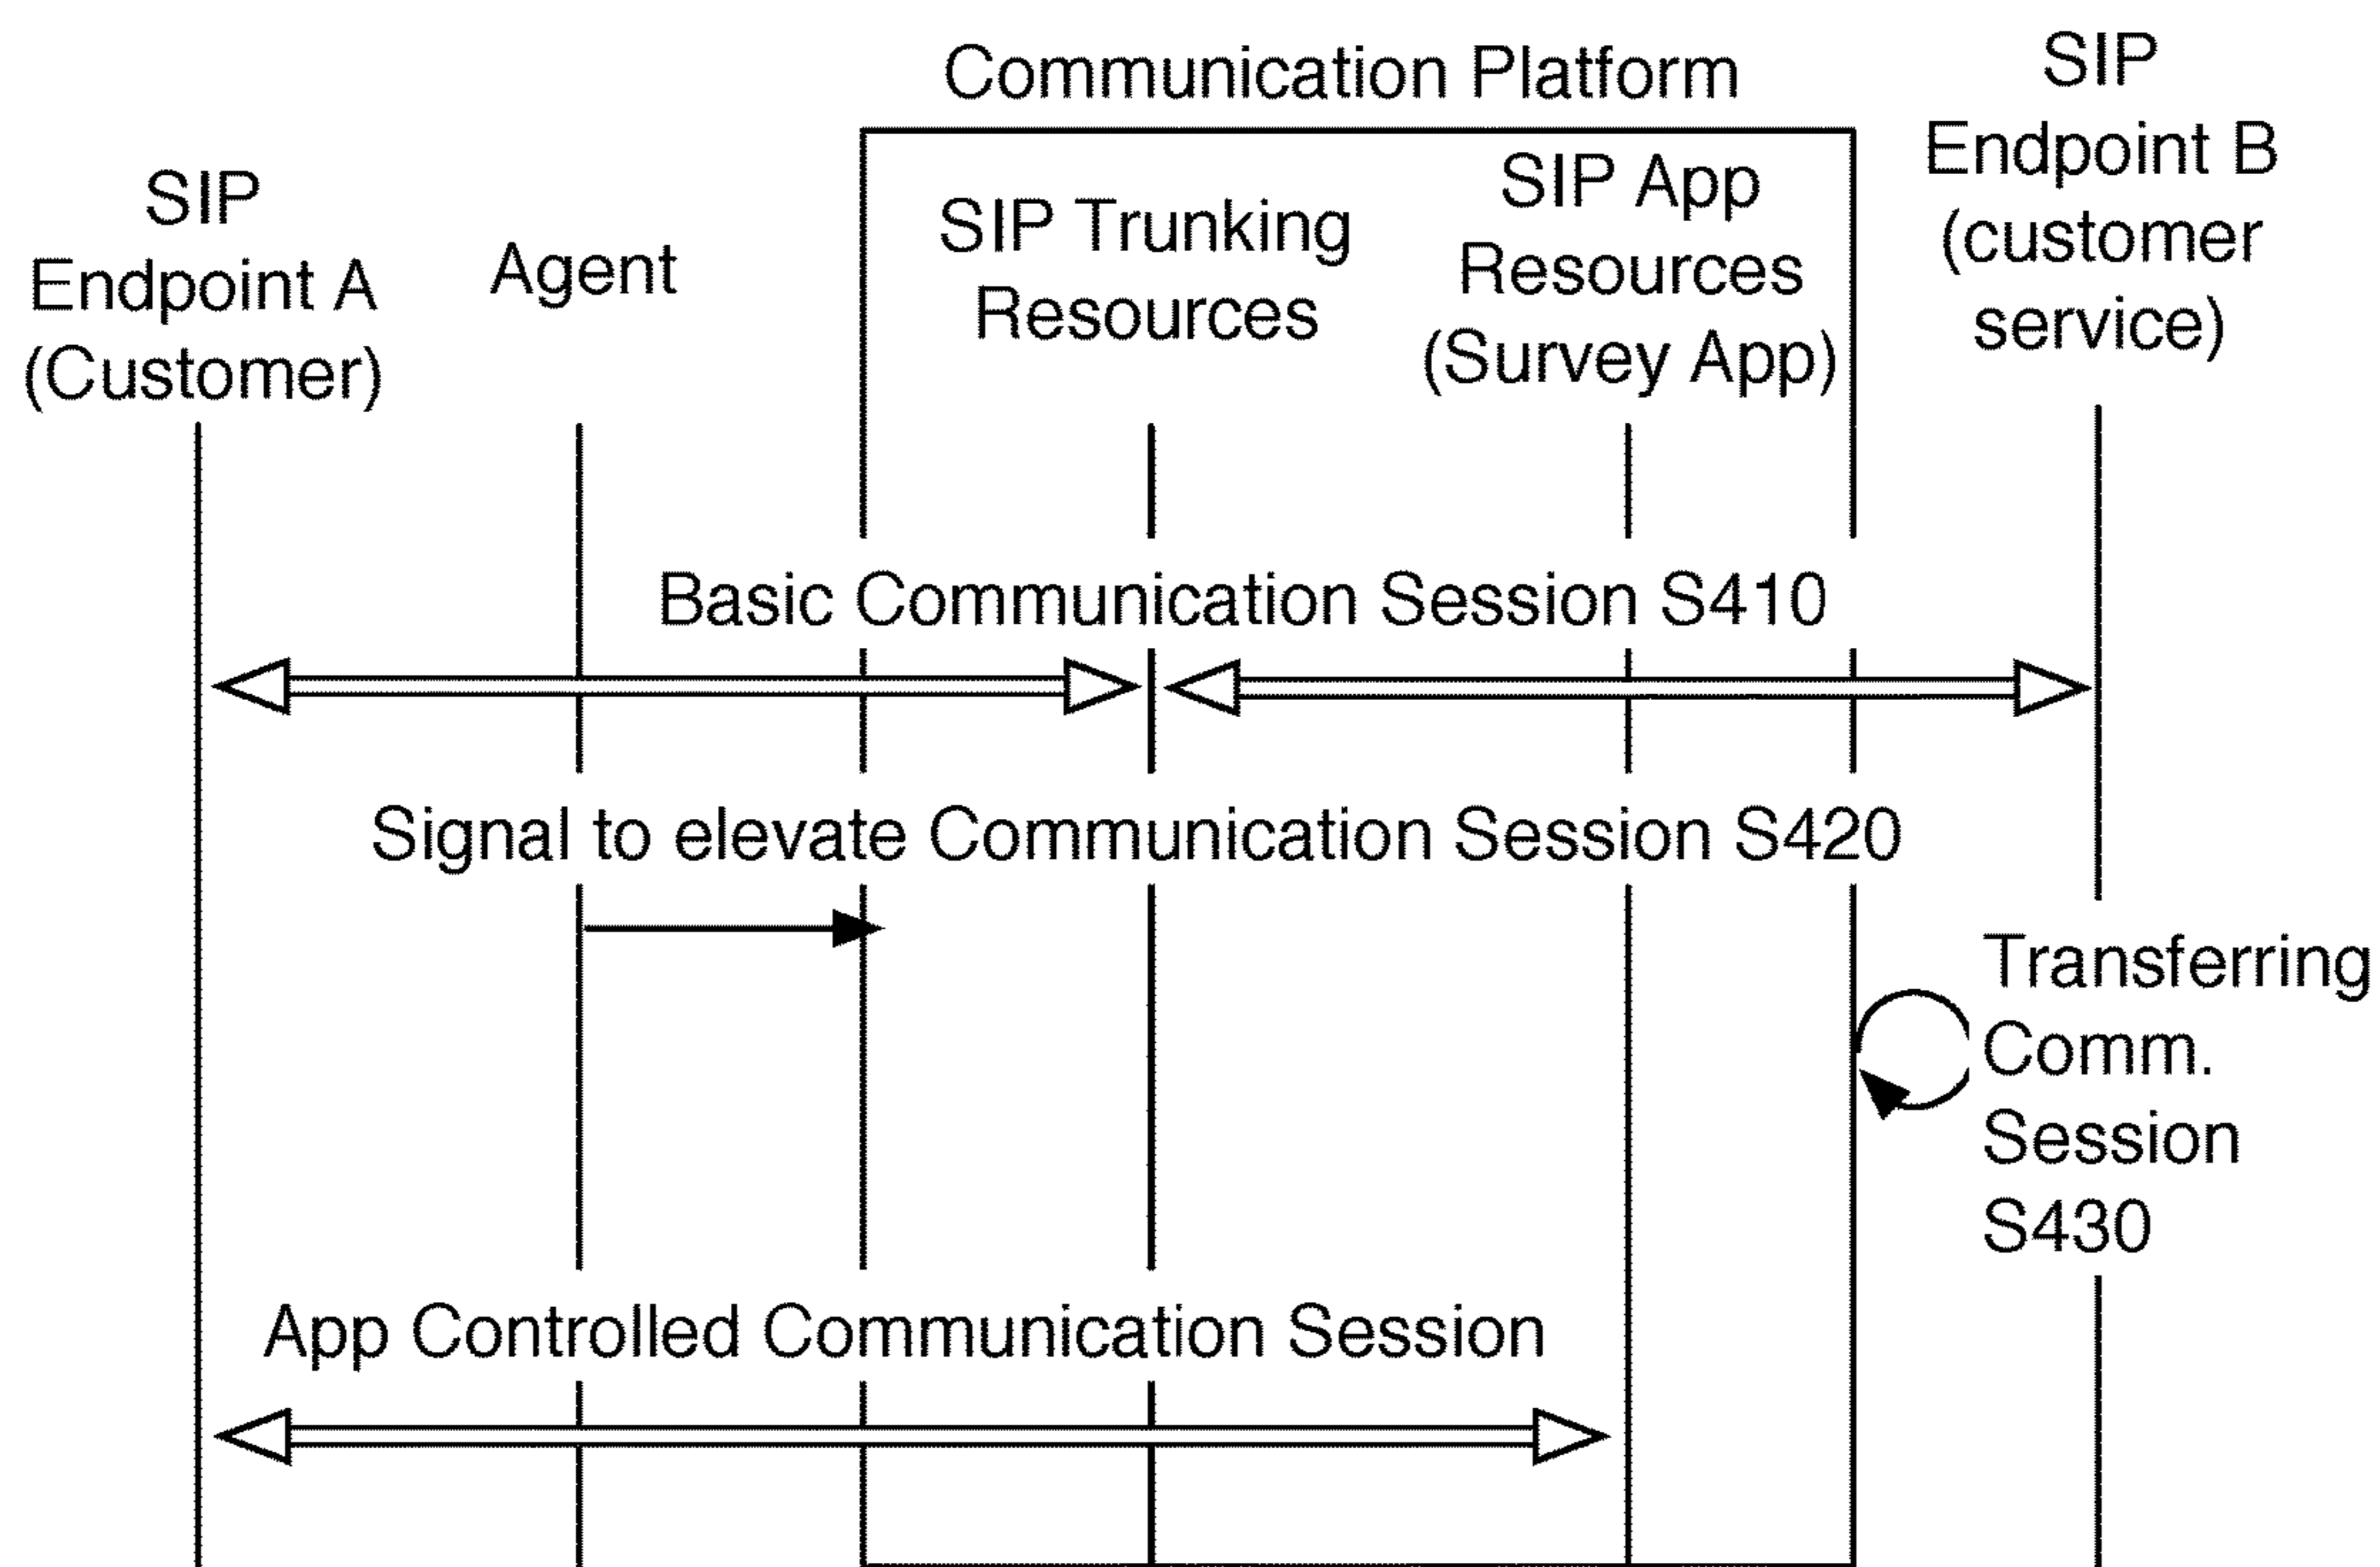 Communication Platform
SIP
Endpoint A
(Customer)
Agent
SIP Trunking
Resources
SIP App
Resources
(Survey App)
SIP
Endpoint B
(customer
service)
Basic Communication Session S410
Signal to elevate Communication Session S420
Transferring
Comm.
Session
S430
App Controlled Communication Session